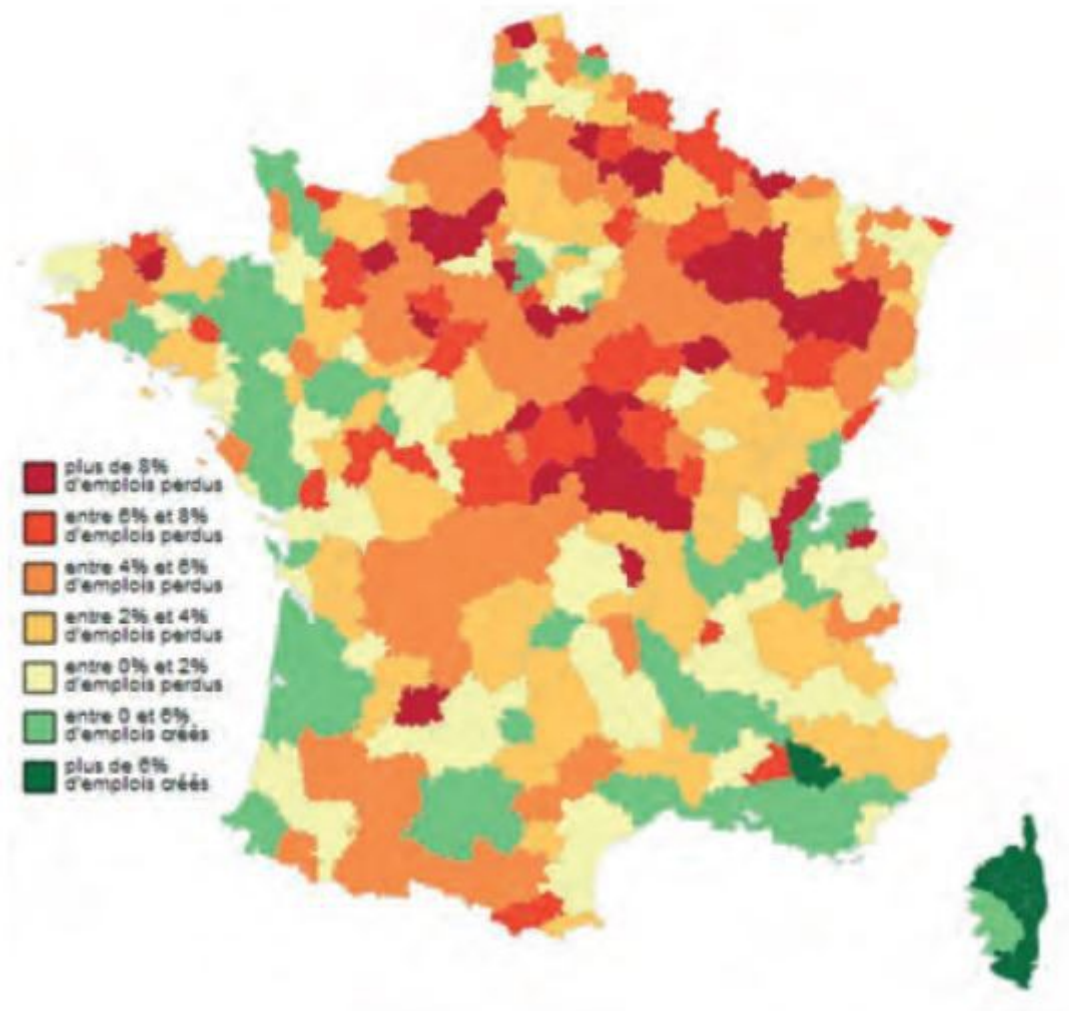 plus de 8%
d'emplois perdus
entre 6% et 8%
d'emplois perdus
entre 4% et 6%
d'emplois perdus
entre 2% et 4%
d'emplois perdus
entre 0% et 2%
d'emplois perdus
entre 0 et 6%
d'emplois créés
plus de 6%
d'emplois créés